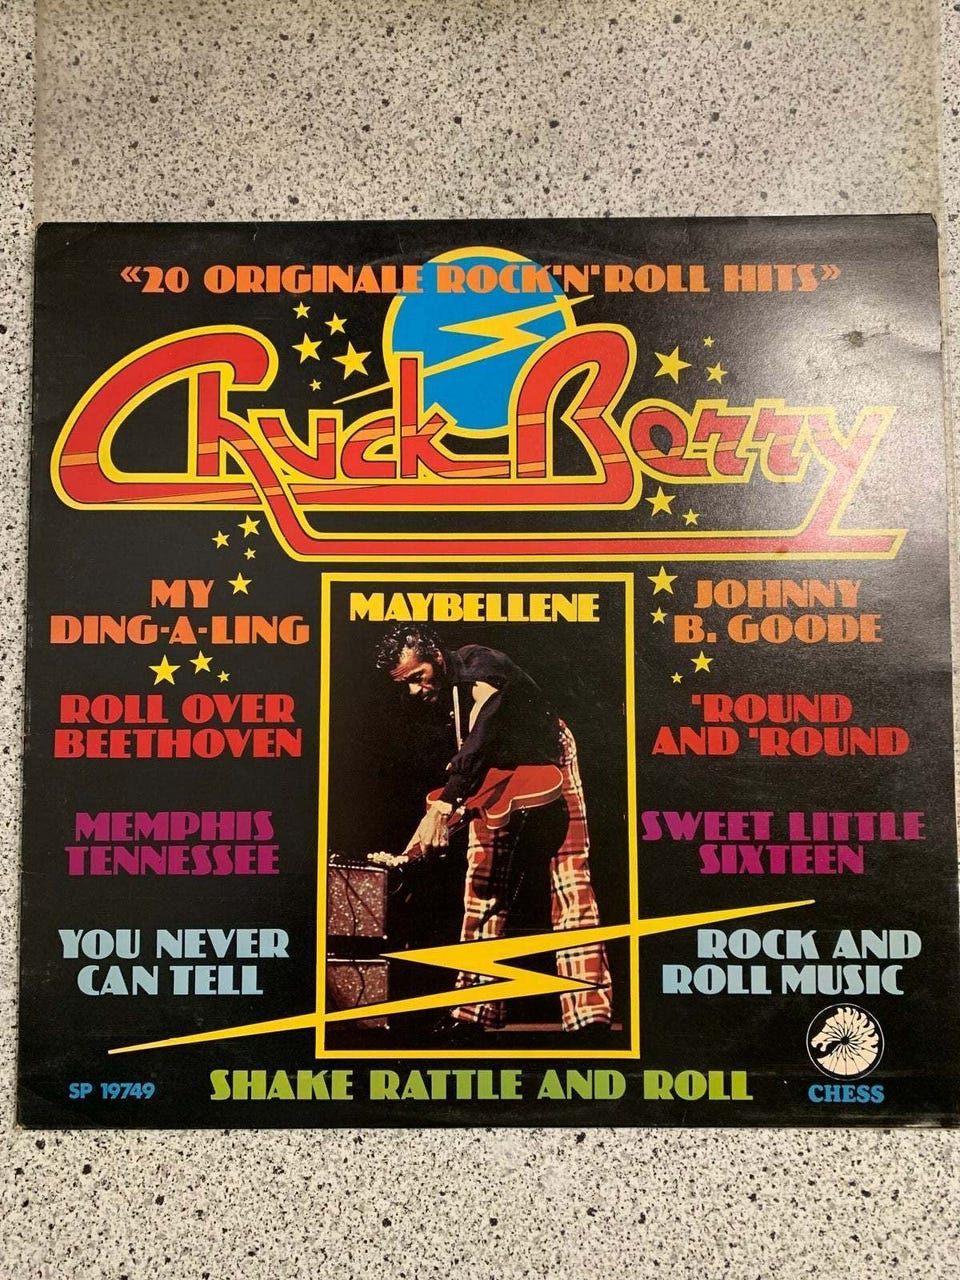 «20 ORIGINALE ROCK'N'ROLL HITS»
Chuck Berry
MAYBELLENE
MY
DING-A-LING
JOHNNY
B. GOODE
ROLL OVER
BEETHOVEN
'ROUND
AND 'ROUND
MEMPHIS
TENNESSEE
SWEET LITTLE
SIXTEEN
YOU NEVER
CAN TELL
ROCK AND
ROLL MUSIC
SP 19749
SHAKE RATTLE AND ROLL
CHESS